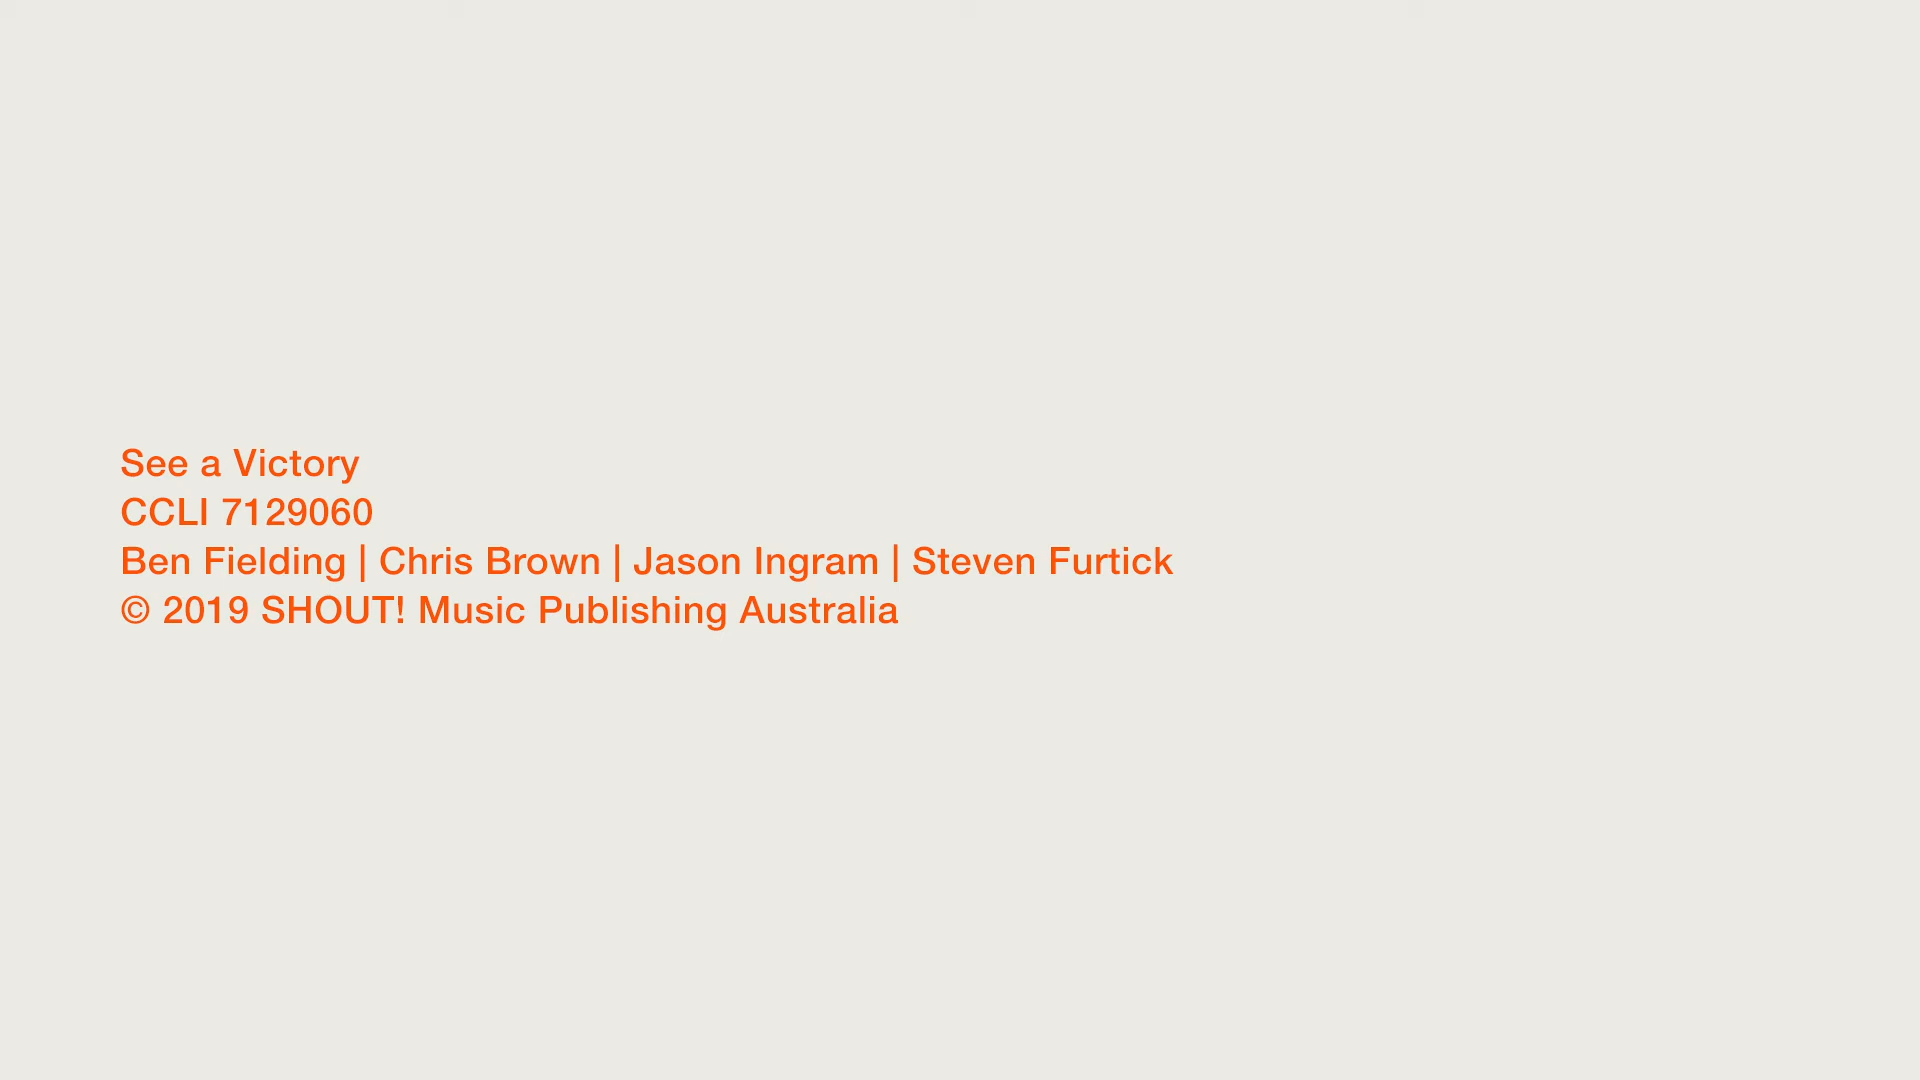 See a Victory
CCLI 7129060
Ben Fielding | Chris Brown | Jason Ingram | Steven Furtick
© 2019 SHOUT! Music Publishing Australia